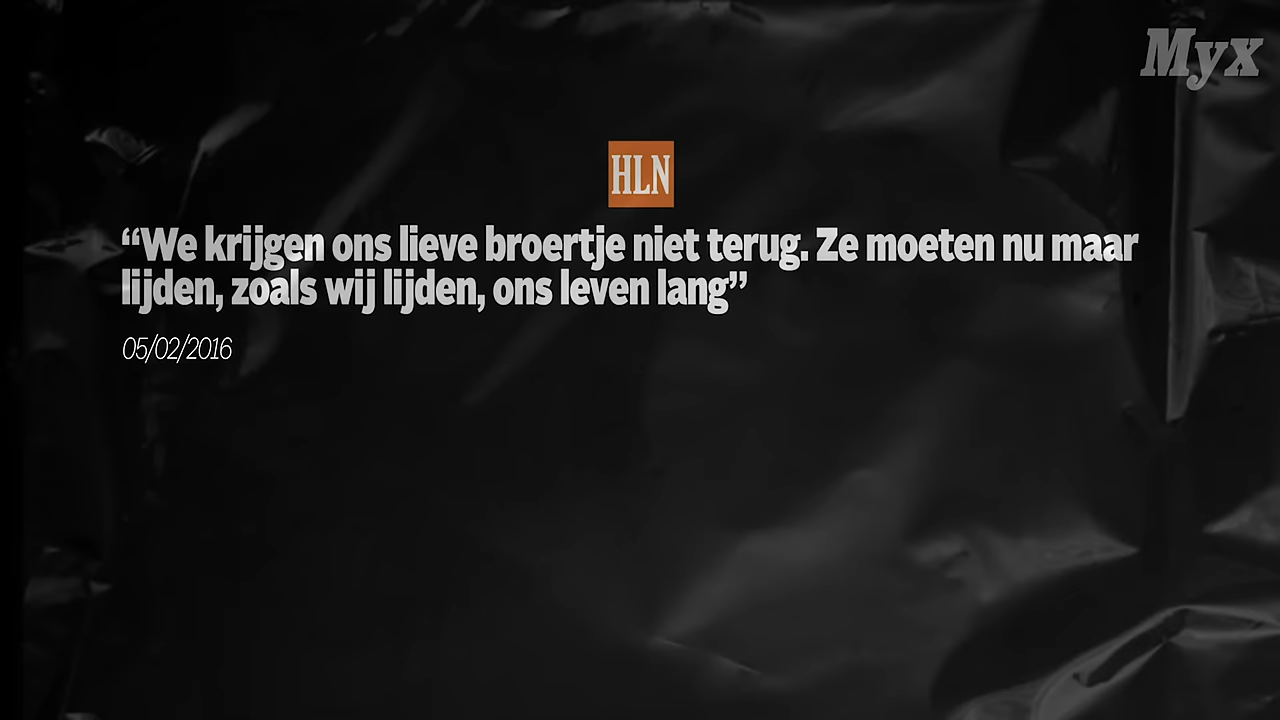 Myx
HLN
“We krijgen ons lieve broertje niet terug. Ze moeten nu maar
lijden, zoals wij lijden, ons leven lang”
05/02/2016